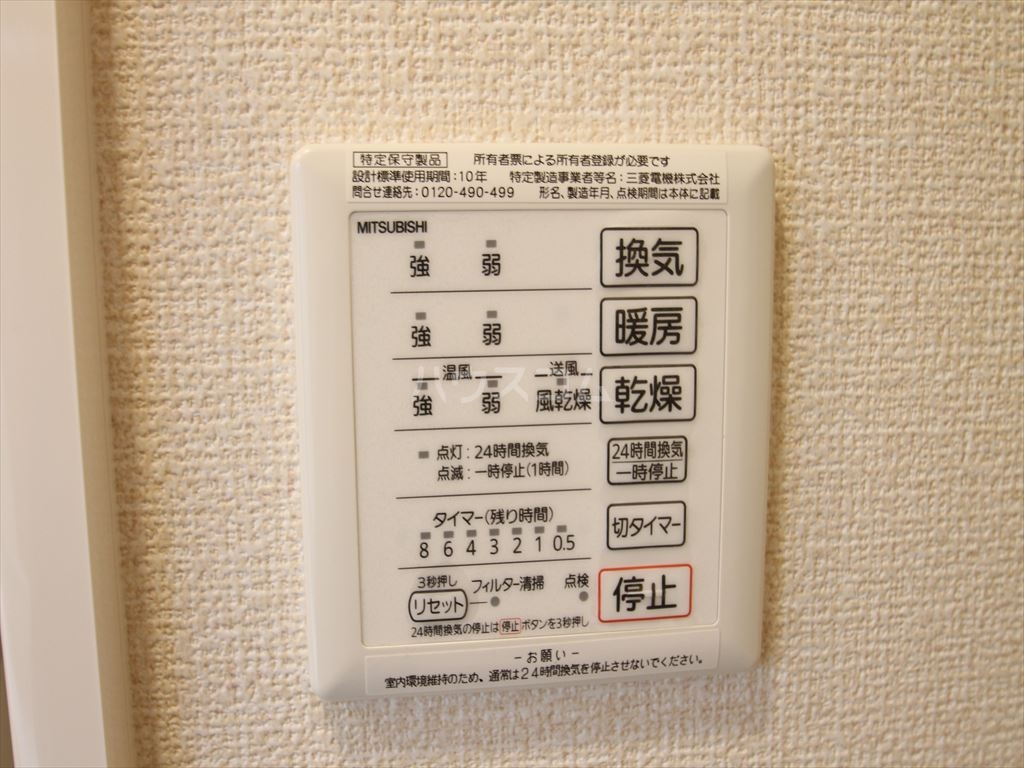 特定保守製品 所有者票による所有者登録が必要です
設計標準使用期間:10年 特定製造事業者等名:三菱電機株式会社
問合せ連絡先:0120-490-499 形名、製造年月、点検期間は本体に記載
MITSUBISHI
強 弱 換気
強 弱 暖房
温風 送風
強 弱 風乾燥 乾燥
ハウスコム
点灯:24時間換気 24時間換気
点滅:一時停止(1時間) 一時停止
タイマー(残り時間) 切タイマー
8 6 4 3 2 1 0.5
3秒押し フィルター清掃 点検
リセット 停止
24時間換気の停止は停止ボタンを3秒押し
-お願い-
室内環境維持のため、通常は24時間換気を停止させないでください。